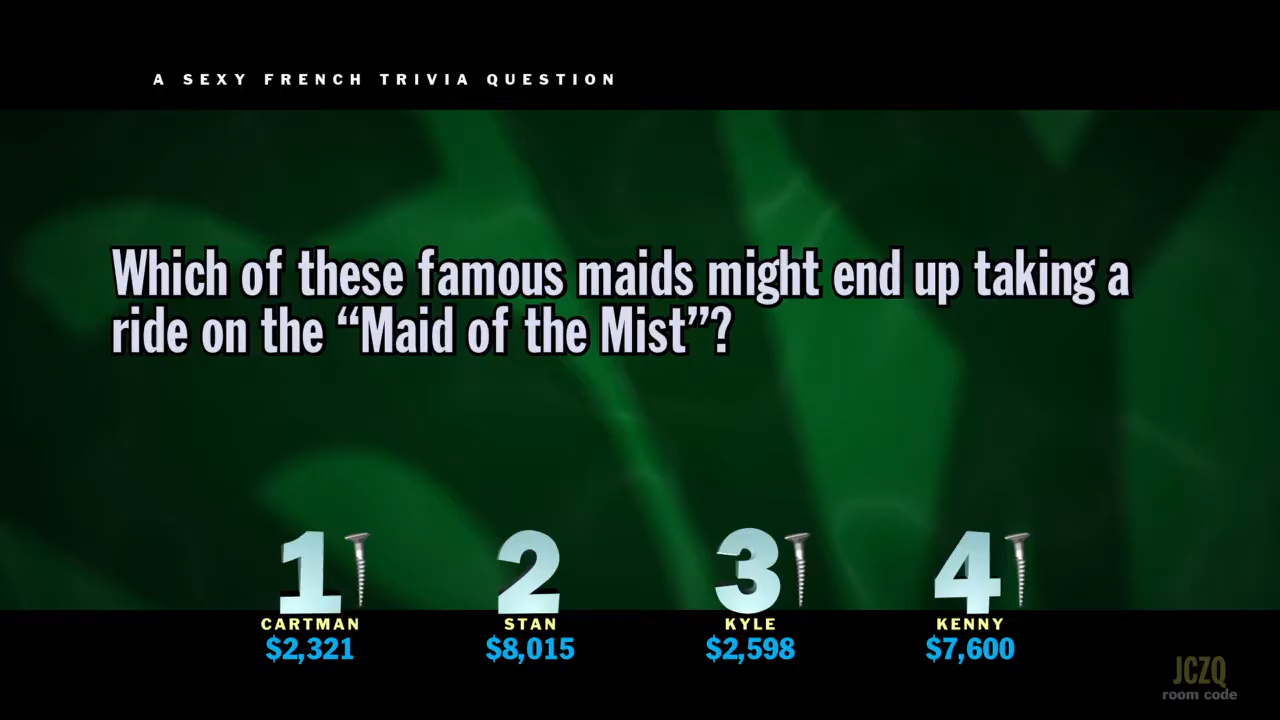 A SEXY FRENCH TRIVIA QUESTION
Which of these famous maids might end up taking a
ride on the “Maid of the Mist”?
1 2 3 4
CARTMAN STAN KYLE KENNY
$2,321 $8,015 $2,598 $7,600
JCZQ
room code